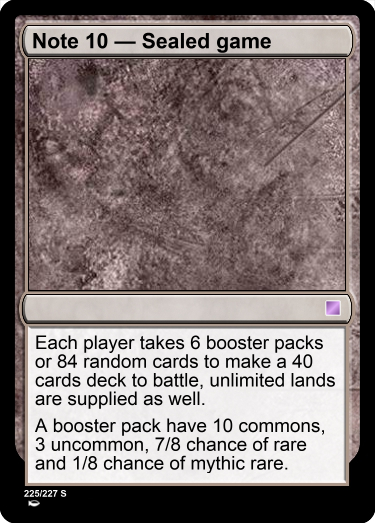 Note 10 — Sealed game
Each player takes 6 booster packs
or 84 random cards to make a 40
cards deck to battle, unlimited lands
are supplied as well.
A booster pack have 10 commons,
3 uncommon, 7/8 chance of rare
and 1/8 chance of mythic rare.
225/227 S